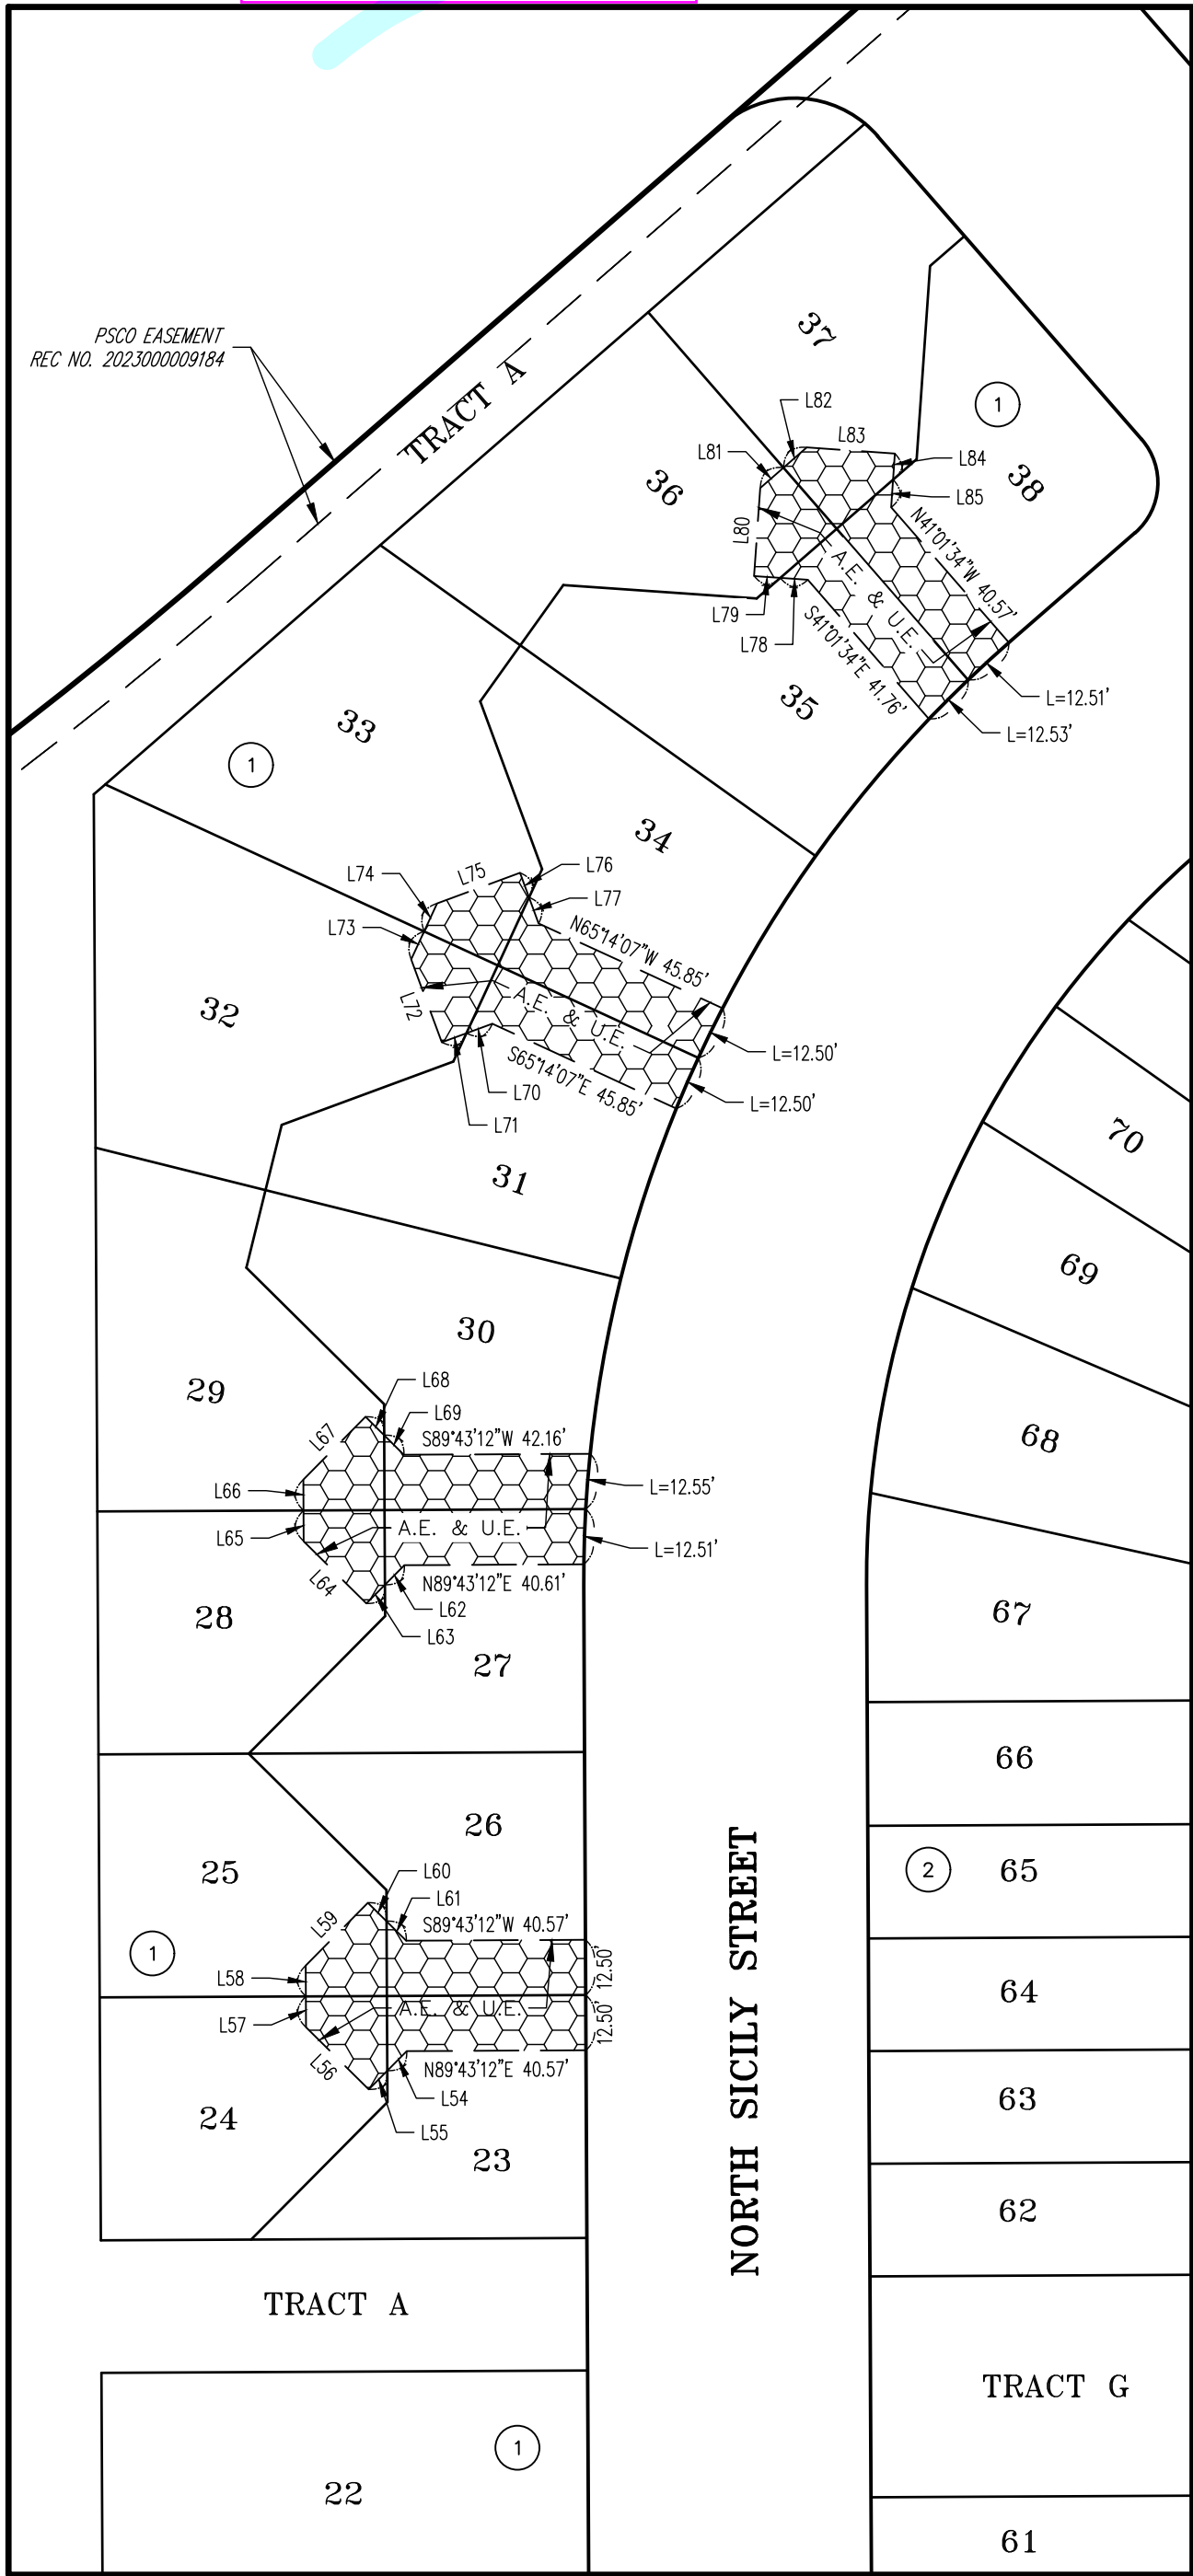 PSCO EASEMENT
REC NO. 2023000009184
TRACT A
37
1
38
36
L82
L83
L81
L84
L85
L80
N41°01'34"W 40.57'
A.E. & U.E.
L79
L78
S41°01'34"E 41.76'
L=12.51'
L=12.53'
35
33
1
34
L74
L75
L76
L77
L73
N65°14'07"W 45.85'
L72
A.E. & U.E.
32
L=12.50'
S65°14'07"E 45.85'
L70
L=12.50'
L71
31
70
69
30
29
L68
L69
L67
S89°43'12"W 42.16'
68
L66
L=12.55'
A.E. & U.E.
L65
L=12.51'
L64
N89°43'12"E 40.61'
L62
L63
28
27
67
66
26
25
L60
L61
L59
S89°43'12"W 40.57'
2
65
1
L58
12.50'
A.E. & U.E.
L57
12.50'
L56
N89°43'12"E 40.57'
L54
L55
64
63
24
23
NORTH SICILY STREET
62
TRACT A
TRACT G
1
22
61